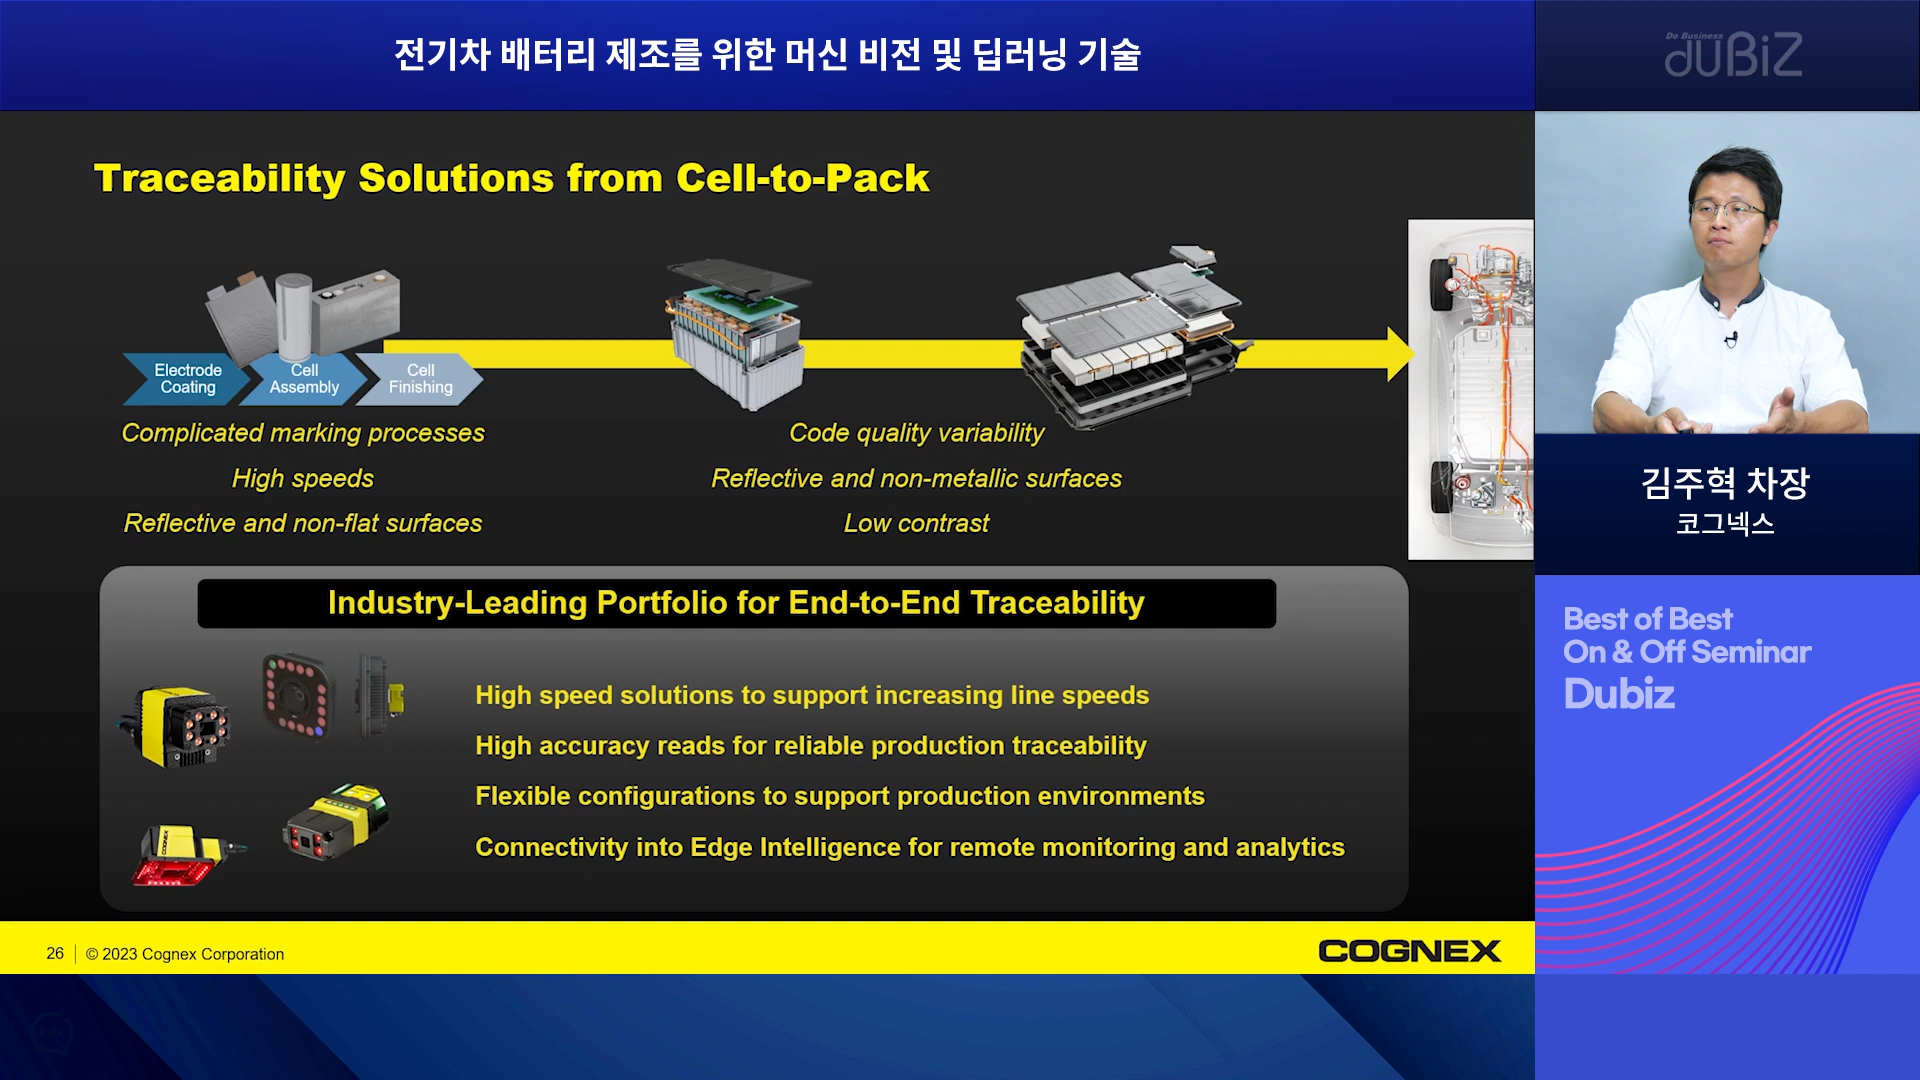 전기차 배터리 제조를 위한 머신 비전 및 딥러닝 기술
Do Business
duBiZ
Traceability Solutions from Cell-to-Pack
Electrode
Coating
Cell
Assembly
Cell
Finishing
Complicated marking processes
High speeds
Reflective and non-flat surfaces
Code quality variability
Reflective and non-metallic surfaces
Low contrast
김주혁 차장
코그넥스
Industry-Leading Portfolio for End-to-End Traceability
High speed solutions to support increasing line speeds
High accuracy reads for reliable production traceability
Flexible configurations to support production environments
Connectivity into Edge Intelligence for remote monitoring and analytics
COGNEX
Best of Best
On & Off Seminar
Dubiz
26
© 2023 Cognex Corporation
COGNEX